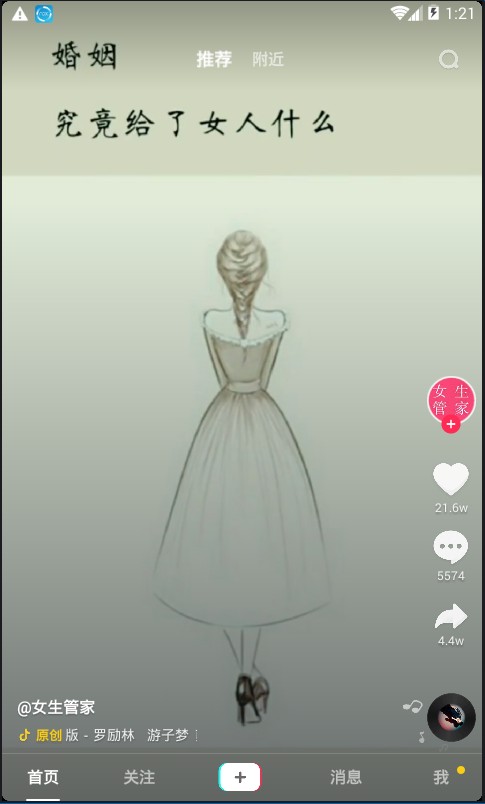 1:21
婚姻
推荐 附近
究竟给了女人什么
女生
管家
21.6w
5574
4.4w
@女生管家
原创版 - 罗励林 游子梦
首页 关注 消息 我